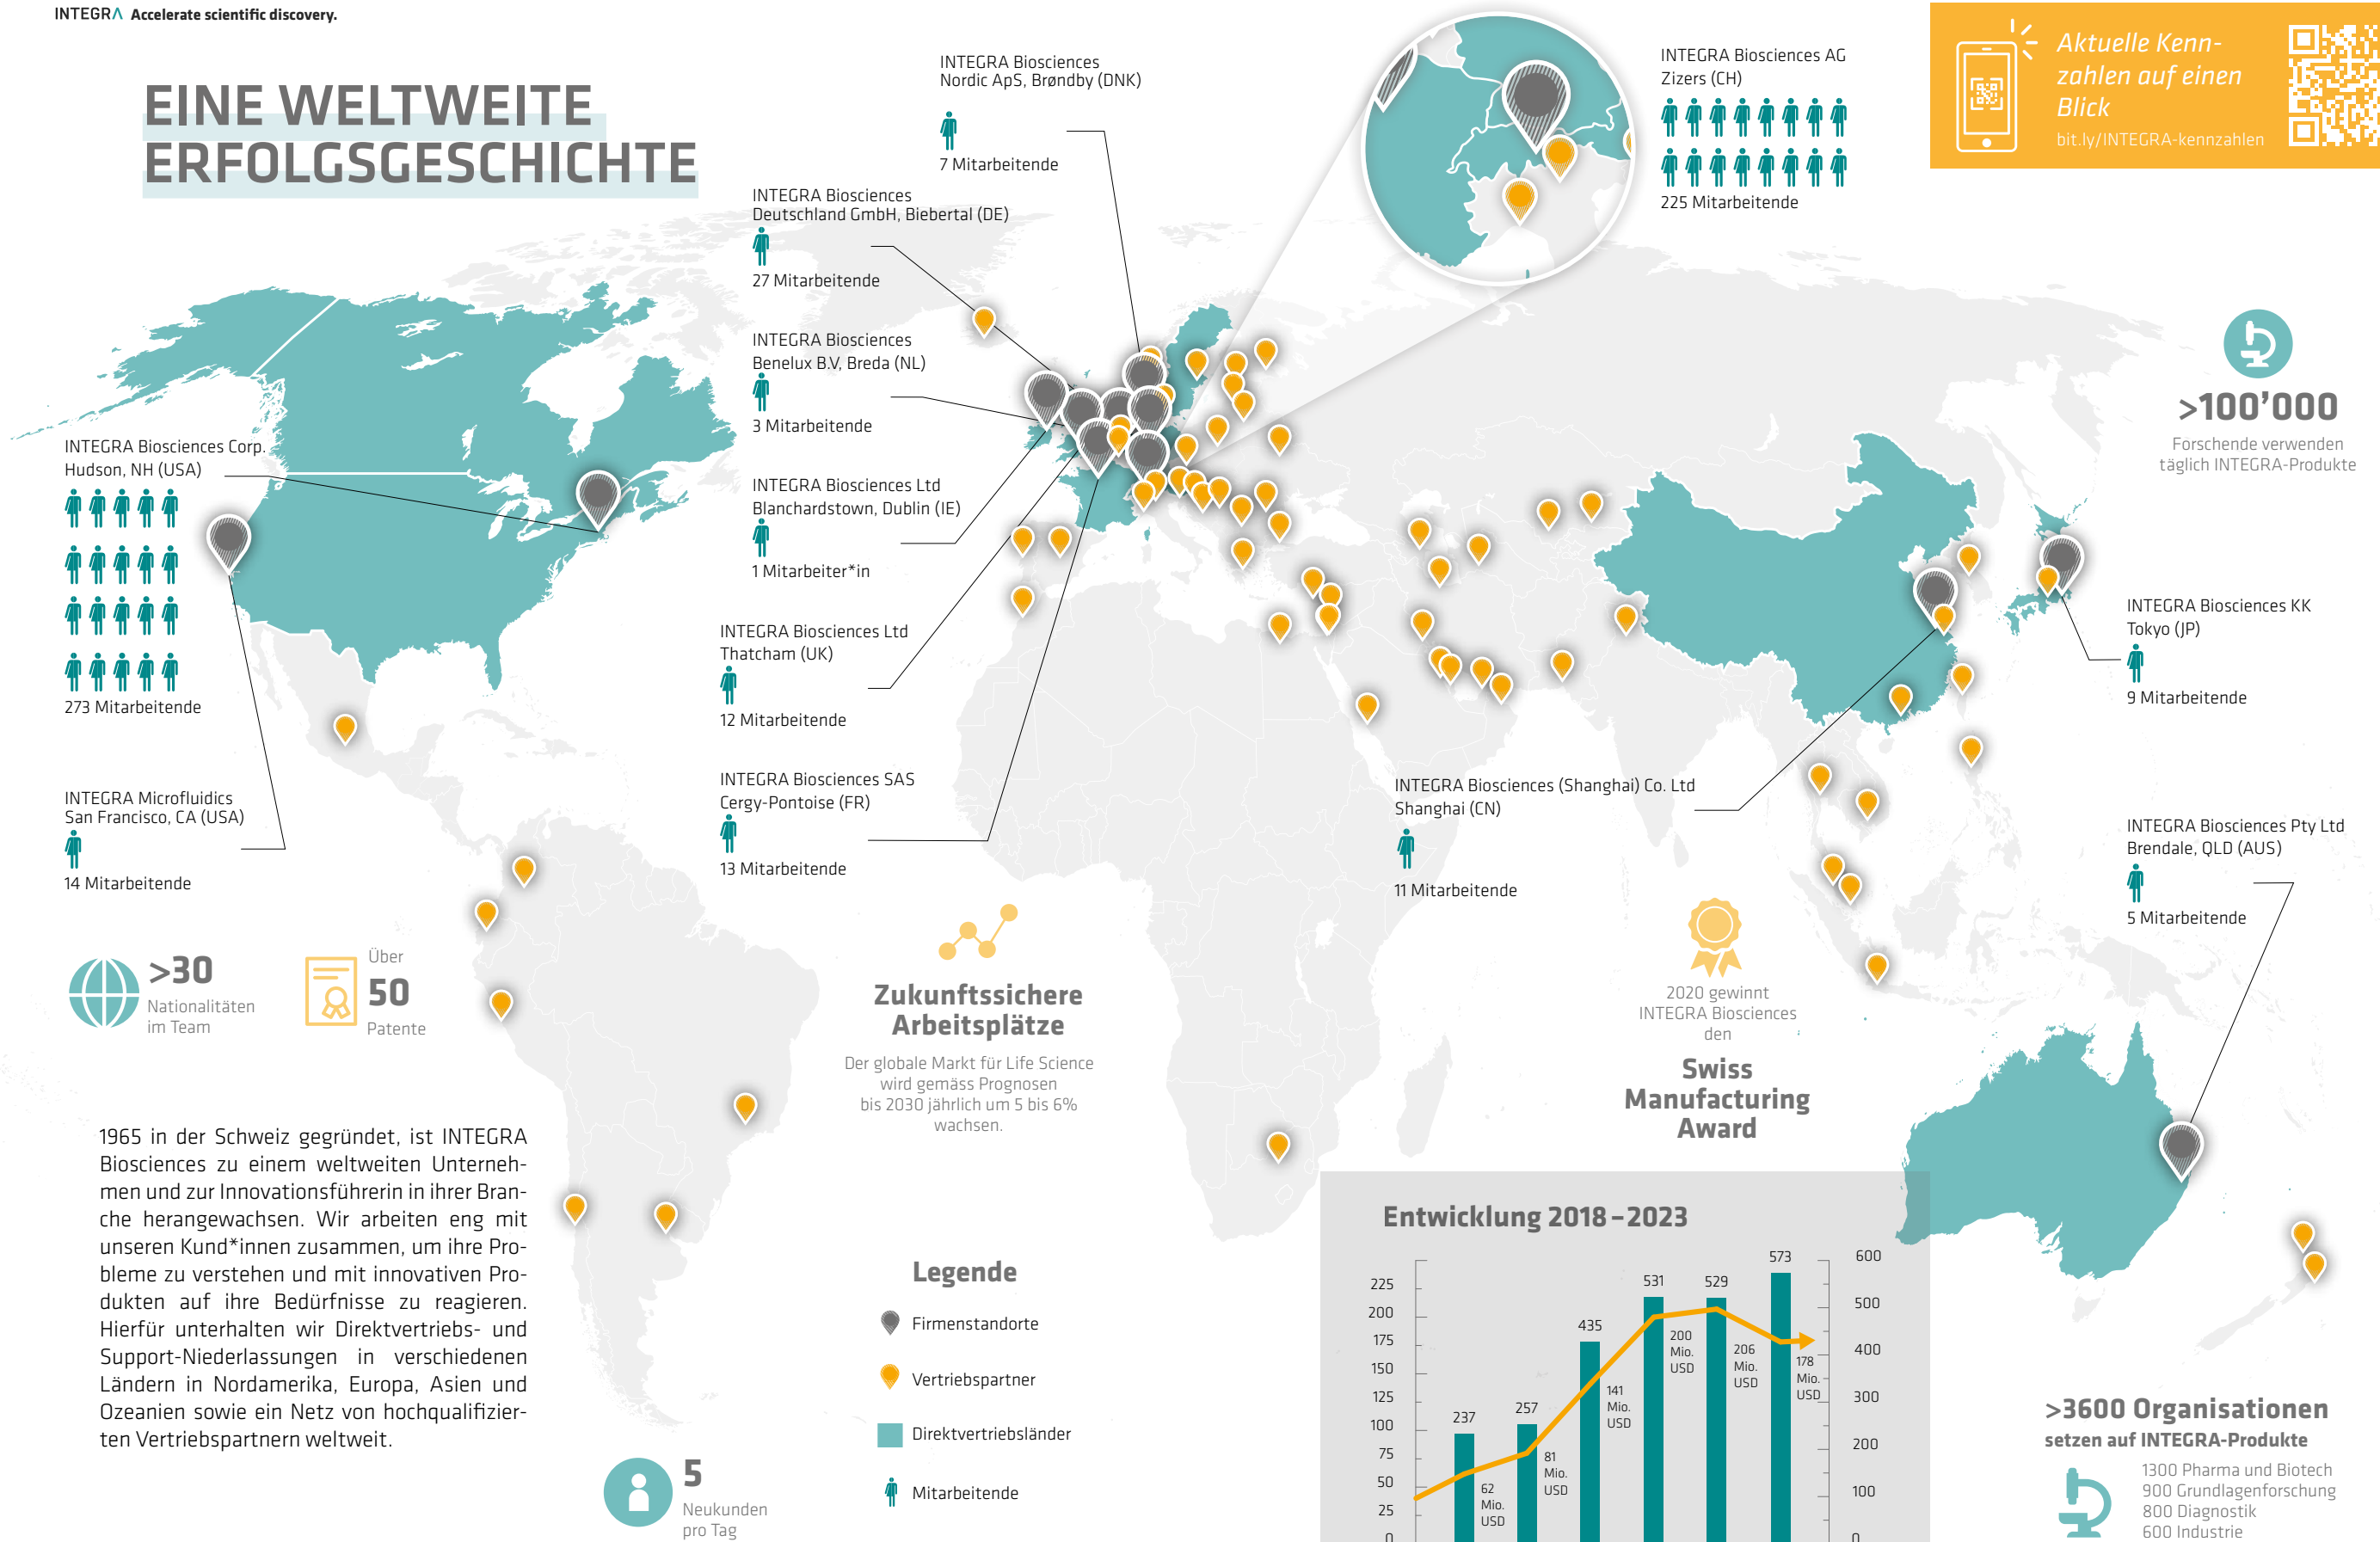 INTEGRA Accelerate scientific discovery.
EINE WELTWEITE
ERFOLGSGESCHICHTE
INTEGRA Biosciences
Nordic ApS, Brøndby (DNK)
7 Mitarbeitende
INTEGRA Biosciences AG
Zizers (CH)
225 Mitarbeitende
Aktuelle Kenn-
zahlen auf einen
Blick
bit.ly/INTEGRA-kennzahlen
INTEGRA Biosciences
Deutschland GmbH, Biebertal (DE)
27 Mitarbeitende
INTEGRA Biosciences
Benelux B.V, Breda (NL)
3 Mitarbeitende
INTEGRA Biosciences Ltd
Blanchardstown, Dublin (IE)
1 Mitarbeiter*in
INTEGRA Biosciences Ltd
Thatcham (UK)
12 Mitarbeitende
INTEGRA Biosciences SAS
Cergy-Pontoise (FR)
13 Mitarbeitende
INTEGRA Biosciences Corp.
Hudson, NH (USA)
273 Mitarbeitende
INTEGRA Microfluidics
San Francisco, CA (USA)
14 Mitarbeitende
>100’000
Forschende verwenden
täglich INTEGRA-Produkte
INTEGRA Biosciences KK
Tokyo (JP)
9 Mitarbeitende
INTEGRA Biosciences (Shanghai) Co. Ltd
Shanghai (CN)
11 Mitarbeitende
INTEGRA Biosciences Pty Ltd
Brendale, QLD (AUS)
5 Mitarbeitende
>30
Nationalitäten
im Team
Über
50
Patente
Zukunftssichere
Arbeitsplätze
Der globale Markt für Life Science
wird gemäss Prognosen
bis 2030 jährlich um 5 bis 6%
wachsen.
2020 gewinnt
INTEGRA Biosciences
den
Swiss
Manufacturing
Award
1965 in der Schweiz gegründet, ist INTEGRA
Biosciences zu einem weltweiten Unterneh-
men und zur Innovationsführerin in ihrer Bran-
che herangewachsen. Wir arbeiten eng mit
unseren Kund*innen zusammen, um ihre Pro-
bleme zu verstehen und mit innovativen Pro-
dukten auf ihre Bedürfnisse zu reagieren.
Hierfür unterhalten wir Direktvertriebs- und
Support-Niederlassungen in verschiedenen
Ländern in Nordamerika, Europa, Asien und
Ozeanien sowie ein Netz von hochqualifizier-
ten Vertriebspartnern weltweit.
5
Neukunden
pro Tag
Legende
Firmenstandorte
Vertriebspartner
Direktvertriebsländer
Mitarbeitende
Entwicklung 2018–2023
225
200
175
150
125
100
75
50
25
0
237
257
435
531
529
573
62
Mio.
USD
81
Mio.
USD
141
Mio.
USD
200
Mio.
USD
206
Mio.
USD
178
Mio.
USD
600
500
400
300
200
100
0
>3600 Organisationen
setzen auf INTEGRA-Produkte
1300 Pharma und Biotech
900 Grundlagenforschung
800 Diagnostik
600 Industrie